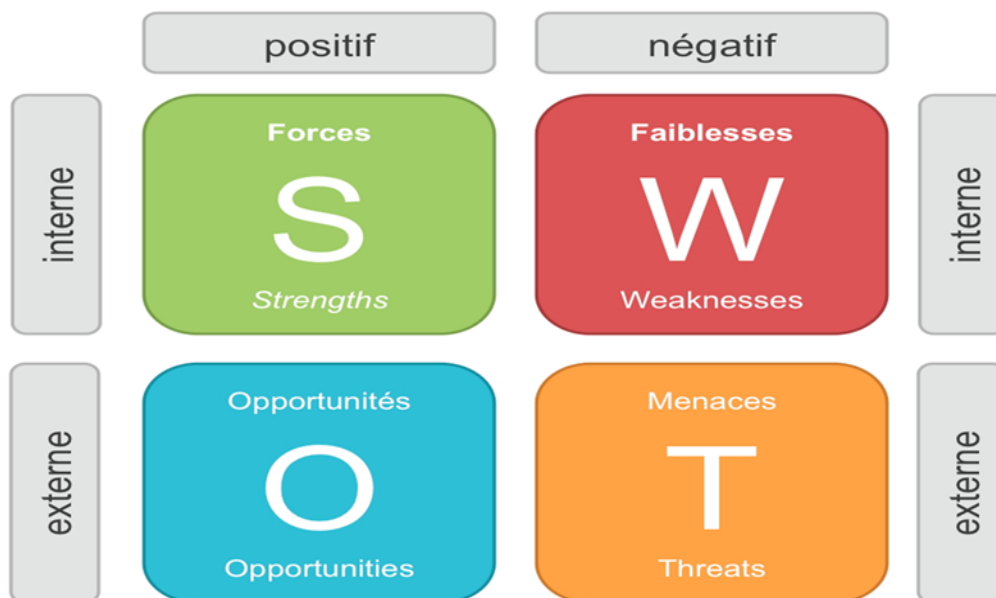 positif
négatif
interne
Forces
S
Strengths
Faiblesses
W
Weaknesses
interne
externe
Opportunités
O
Opportunities
Menaces
T
Threats
externe